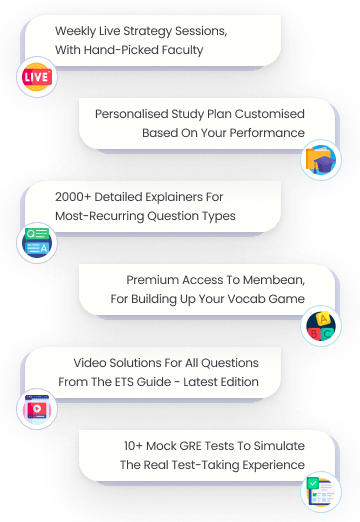 Weekly Live Strategy Sessions,
With Hand-Picked Faculty
LIVE
Personalised Study Plan Customised
Based On Your Performance
2000+ Detailed Explainers For
Most-Recurring Question Types
Q
A
Premium Access To Membean,
For Building Up Your Vocab Game
A
B C
Video Solutions For All Questions
From The ETS Guide - Latest Edition
10+ Mock GRE Tests To Simulate
The Real Test-Taking Experience